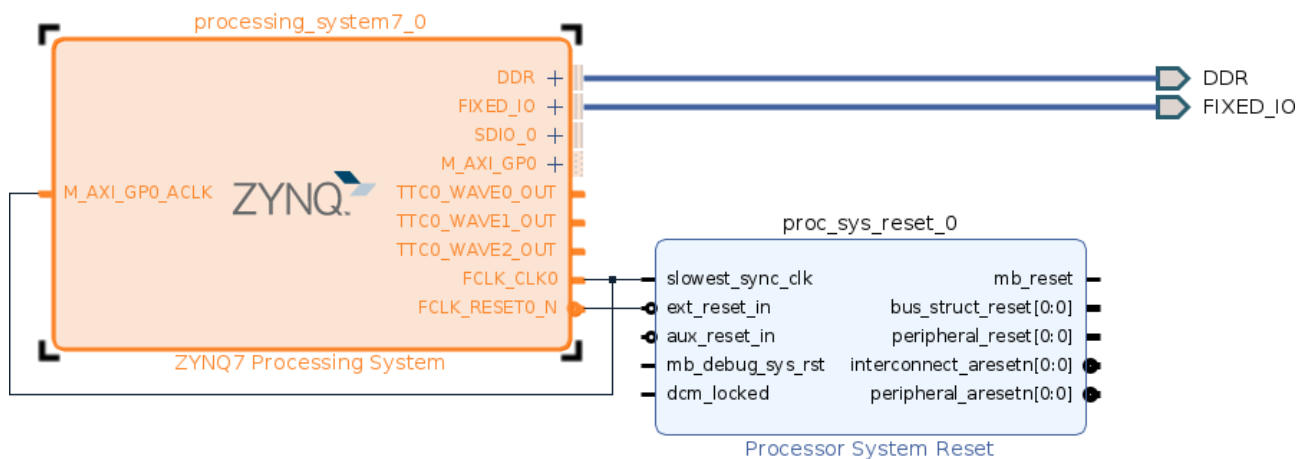 processing_system7_0
DDR
FIXED_IO
SDIO_0
M_AXI_GP0
M_AXI_GP0_ACLK
ZYNQ™
TTC0_WAVE0_OUT
TTC0_WAVE1_OUT
TTC0_WAVE2_OUT
FCLK_CLK0
FCLK_RESET0_N
ZYNQ7 Processing System
DDR
FIXED_IO
proc_sys_reset_0
slowest_sync_clk
ext_reset_in
aux_reset_in
mb_debug_sys_rst
dcm_locked
mb_reset
bus_struct_reset[0:0]
peripheral_reset[0:0]
interconnect_aresetn[0:0]
peripheral_aresetn[0:0]
Processor System Reset